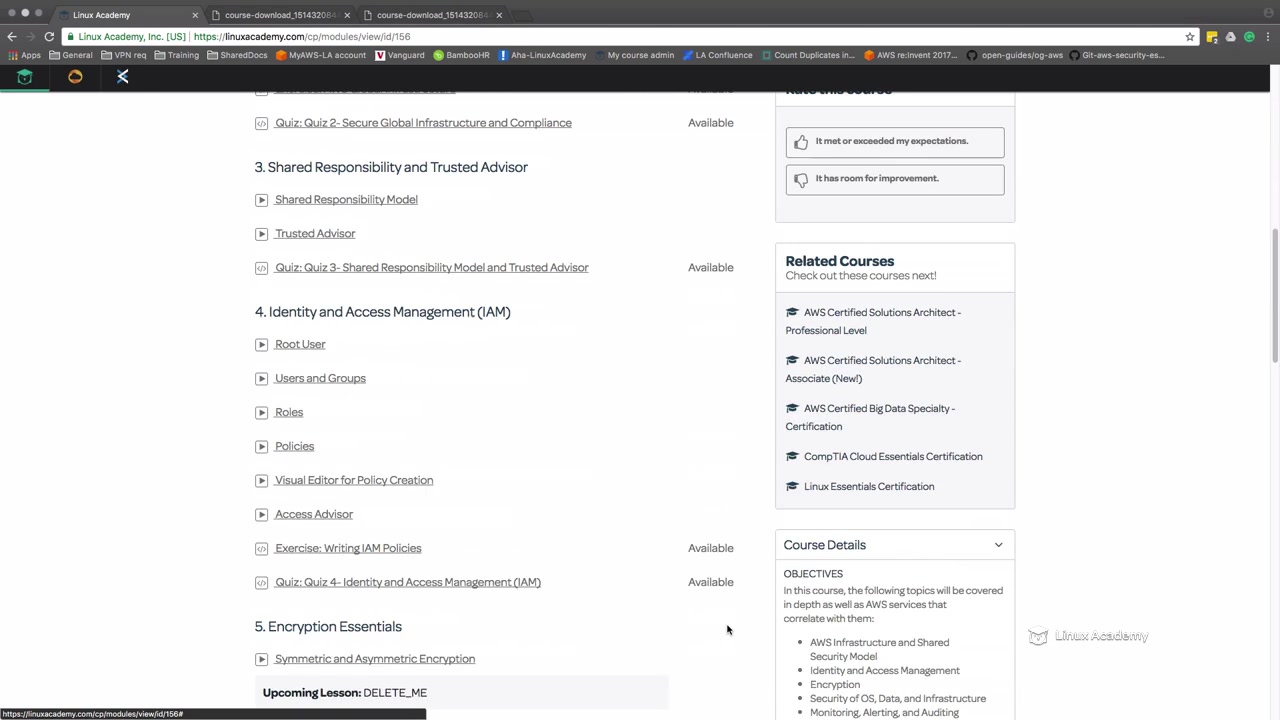 Linux Academy
course-download_151432084
course-download_1514320844
Linux Academy, Inc. [US] | https://linuxacademy.com/cp/modules/view/id/156
Apps General VPN req Training SharedDocs MyAWS-LA account Vanguard BambooHR Aha-LinuxAcademy My course admin LA Confluence Count Duplicates in... AWS re:Invent 2017... open-guides/og-aws Git-aws-security-es...
Quiz: Quiz 2- Secure Global Infrastructure and Compliance Available
3. Shared Responsibility and Trusted Advisor
Shared Responsibility Model
Trusted Advisor
Quiz: Quiz 3- Shared Responsibility Model and Trusted Advisor Available
4. Identity and Access Management (IAM)
Root User
Users and Groups
Roles
Policies
Visual Editor for Policy Creation
Access Advisor
Exercise: Writing IAM Policies Available
Quiz: Quiz 4- Identity and Access Management (IAM) Available
5. Encryption Essentials
Symmetric and Asymmetric Encryption
Upcoming Lesson: DELETE_ME
https://linuxacademy.com/cp/modules/view/id/156#
Rate this course
It met or exceeded my expectations.
It has room for improvement.
Related Courses
Check out these courses next!
AWS Certified Solutions Architect -
Professional Level
AWS Certified Solutions Architect -
Associate (New!)
AWS Certified Big Data Specialty -
Certification
CompTIA Cloud Essentials Certification
Linux Essentials Certification
Course Details
OBJECTIVES
In this course, the following topics will be covered
in depth as well as AWS services that
correlate with them:
AWS Infrastructure and Shared
Security Model
Identity and Access Management
Encryption
Security of OS, Data, and Infrastructure
Monitoring, Alerting, and Auditing
Linux Academy